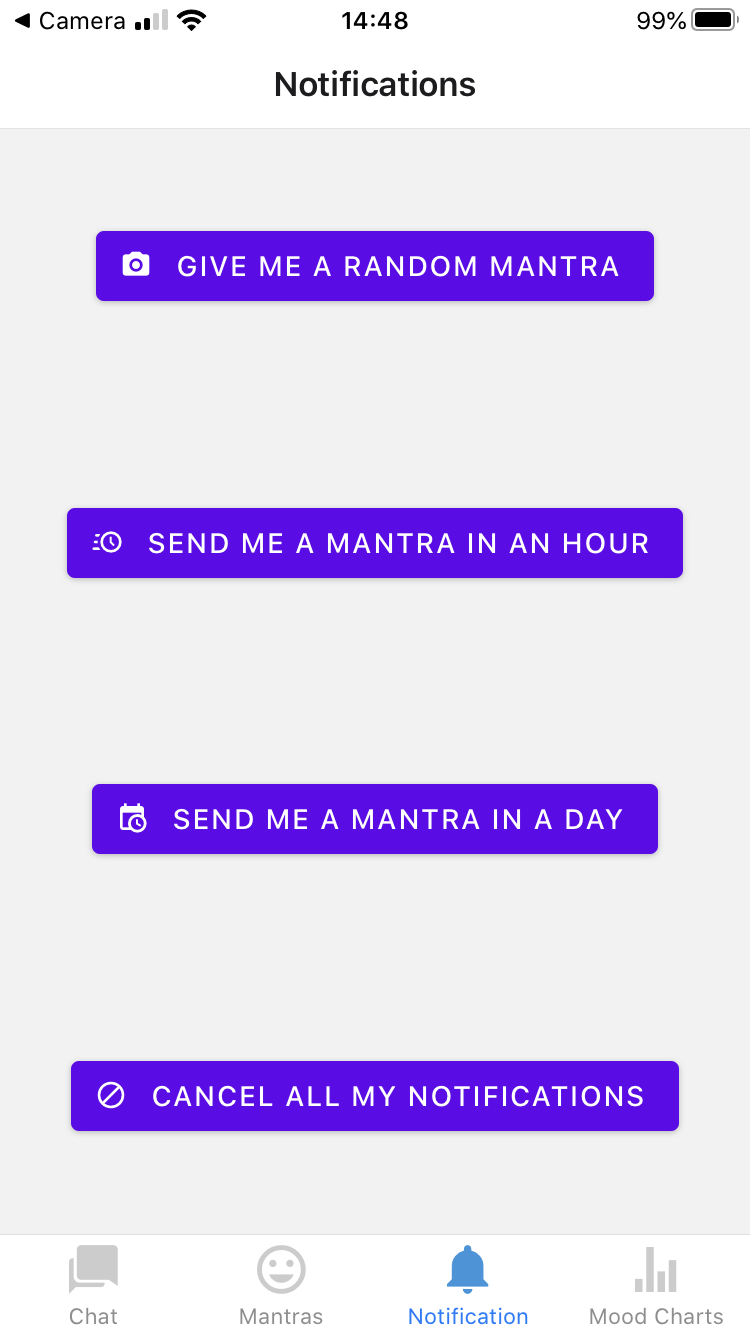 Camera 14:48 99%
Notifications
GIVE ME A RANDOM MANTRA
SEND ME A MANTRA IN AN HOUR
SEND ME A MANTRA IN A DAY
CANCEL ALL MY NOTIFICATIONS
Chat Mantras Notification Mood Charts